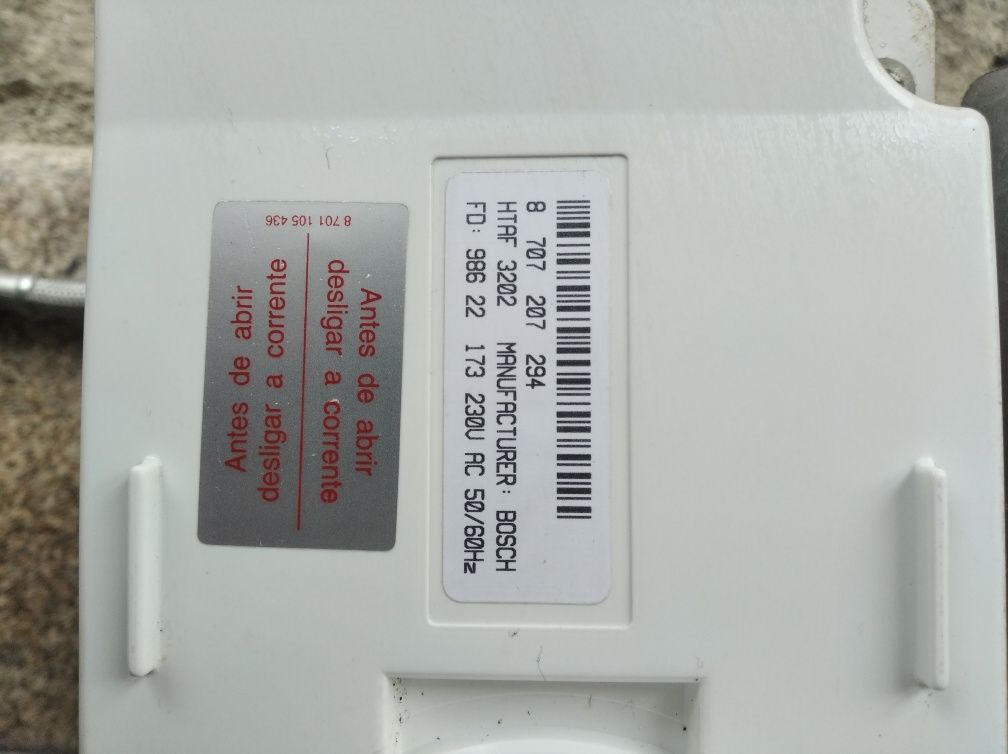 8 707 207 294
HTAF 3202 MANUFACTURER: BOSCH
FD: 986 22 173 230V AC 50/60Hz
Antes de abrir
desligar a corrente
Antes de abrir
desligar a corrente
8 701 105 436